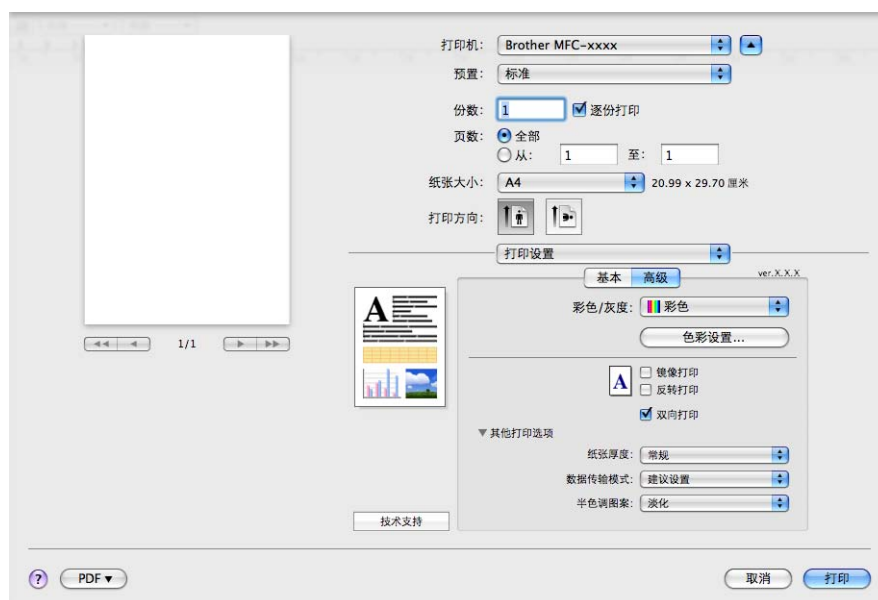 打印机: Brother MFC-xxxx
预置: 标准
份数: 1 逐份打印
页数: 全部
从: 1 至: 1
纸张大小: A4 20.99 x 29.70 厘米
打印方向:
打印设置
基本 高级 ver.X.X.X
彩色/灰度: 彩色
色彩设置...
1/1
A
A
镜像打印
反转打印
双向打印
其他打印选项
纸张厚度: 常规
数据传输模式: 建议设置
半色调图案: 淡化
技术支持
? PDF 取消 打印